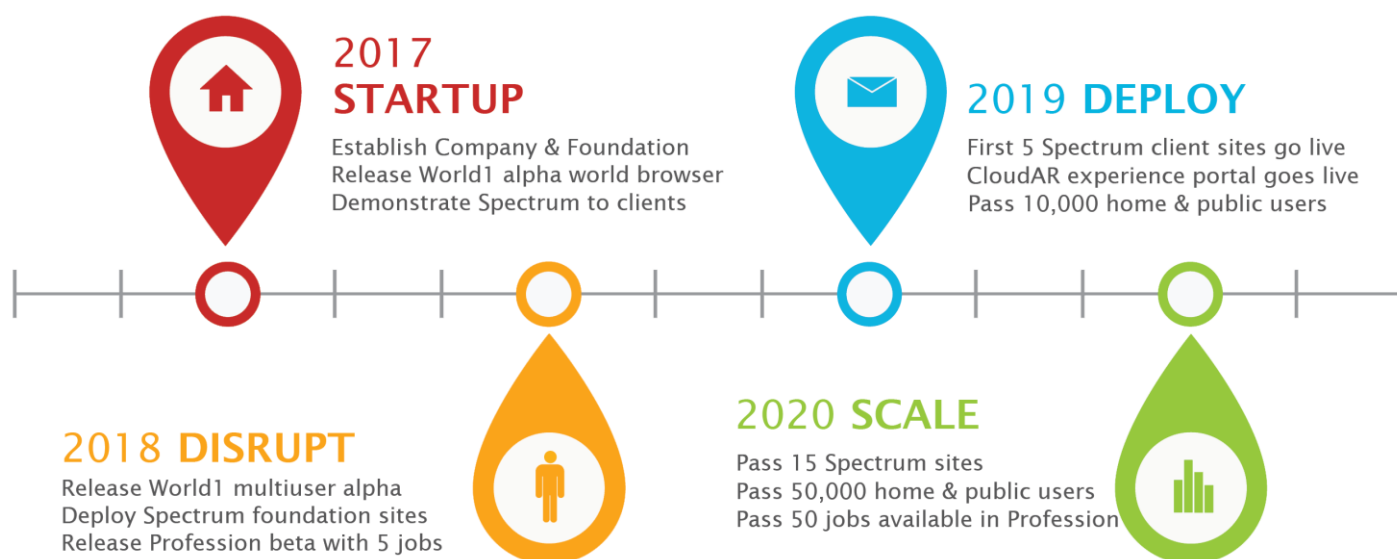 2017
STARTUP
Establish Company & Foundation
Release World1 alpha world browser
Demonstrate Spectrum to clients
2018 DISRUPT
Release World1 multiuser alpha
Deploy Spectrum foundation sites
Release Profession beta with 5 jobs
2019 DEPLOY
First 5 Spectrum client sites go live
CloudAR experience portal goes live
Pass 10,000 home & public users
2020 SCALE
Pass 15 Spectrum sites
Pass 50,000 home & public users
Pass 50 jobs available in Profession